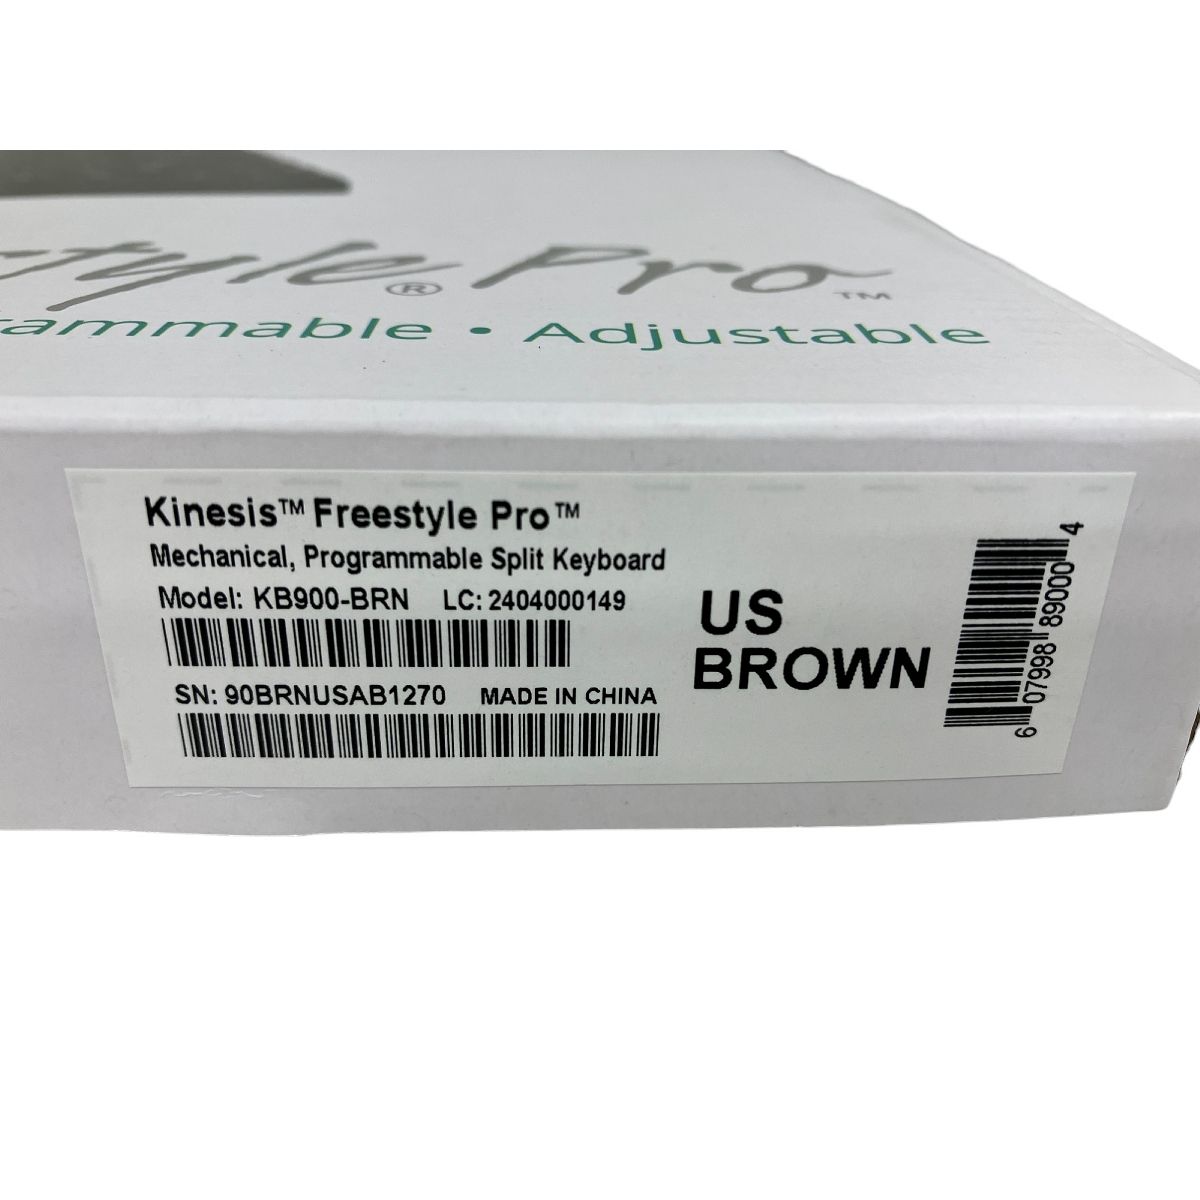 style® Pro™
rammable • Adjustable
Kinesis™ Freestyle Pro™
Mechanical, Programmable Split Keyboard
Model: KB900-BRN LC: 2404000149
SN: 90BRNUSAB1270 MADE IN CHINA
US
BROWN
6 07998 89000 4